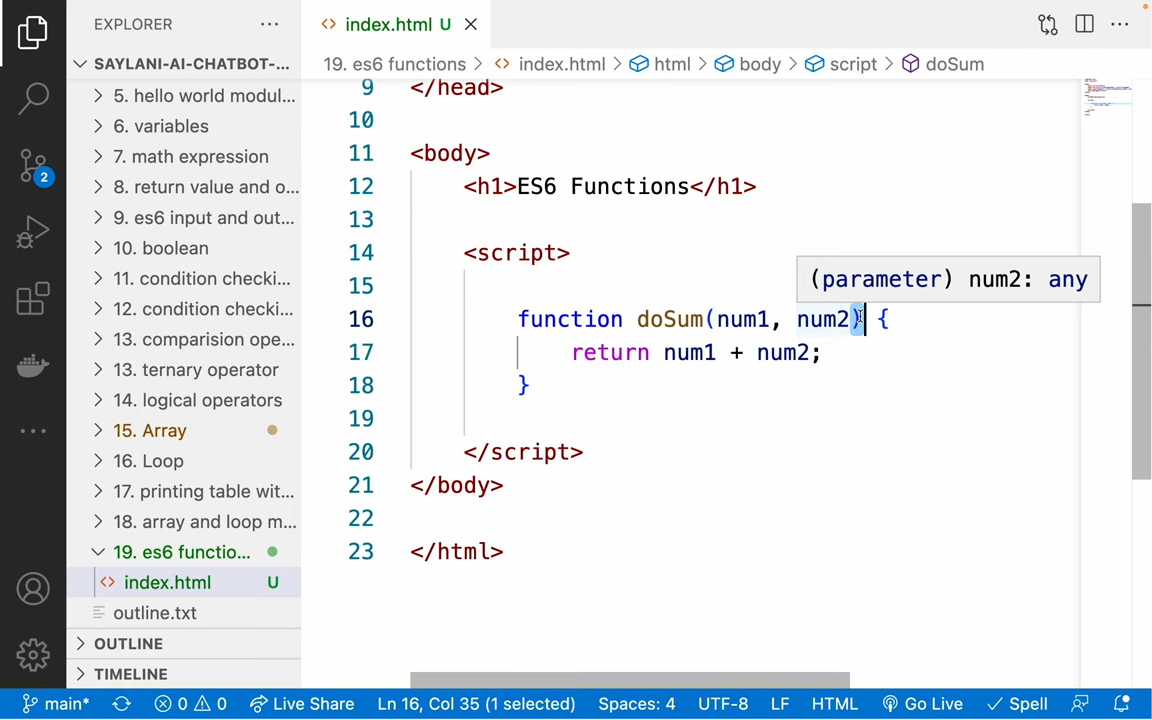 EXPLORER
SAYLANI-AI-CHATBOT-...
5. hello world modul...
6. variables
7. math expression
8. return value and o...
9. es6 input and out...
10. boolean
11. condition checki...
12. condition checki...
13. comparision ope...
13. ternary operator
14. logical operators
15. Array
16. Loop
17. printing table wit...
18. array and loop m...
19. es6 functio...
index.html U
outline.txt
OUTLINE
TIMELINE
2
index.html U
19. es6 functions > index.html > html > body > script > doSum
9 </head>
10
11 <body>
12 <h1>ES6 Functions</h1>
13
14 <script>
15
(parameter) num2: any
16 function doSum(num1, num2) {
17 return num1 + num2;
18 }
19
20 </script>
21 </body>
22
23 </html>
main* 0 0 Live Share Ln 16, Col 35 (1 selected) Spaces: 4 UTF-8 LF HTML Go Live Spell